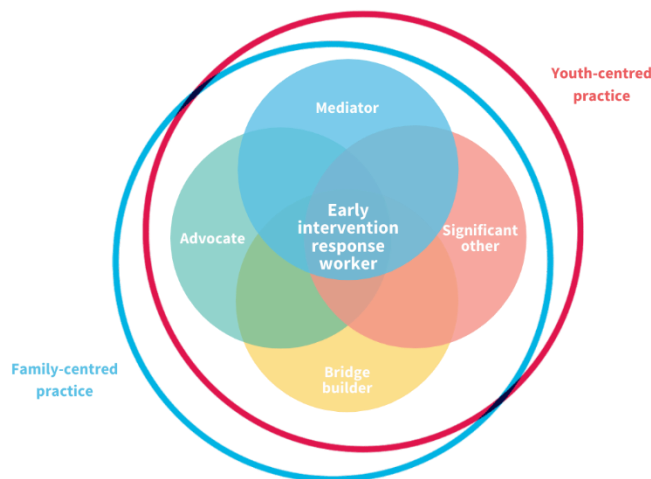 Youth-centred
practice
Mediator
Advocate
Early
intervention
response
worker
Significant
other
Bridge
builder
Family-centred
practice